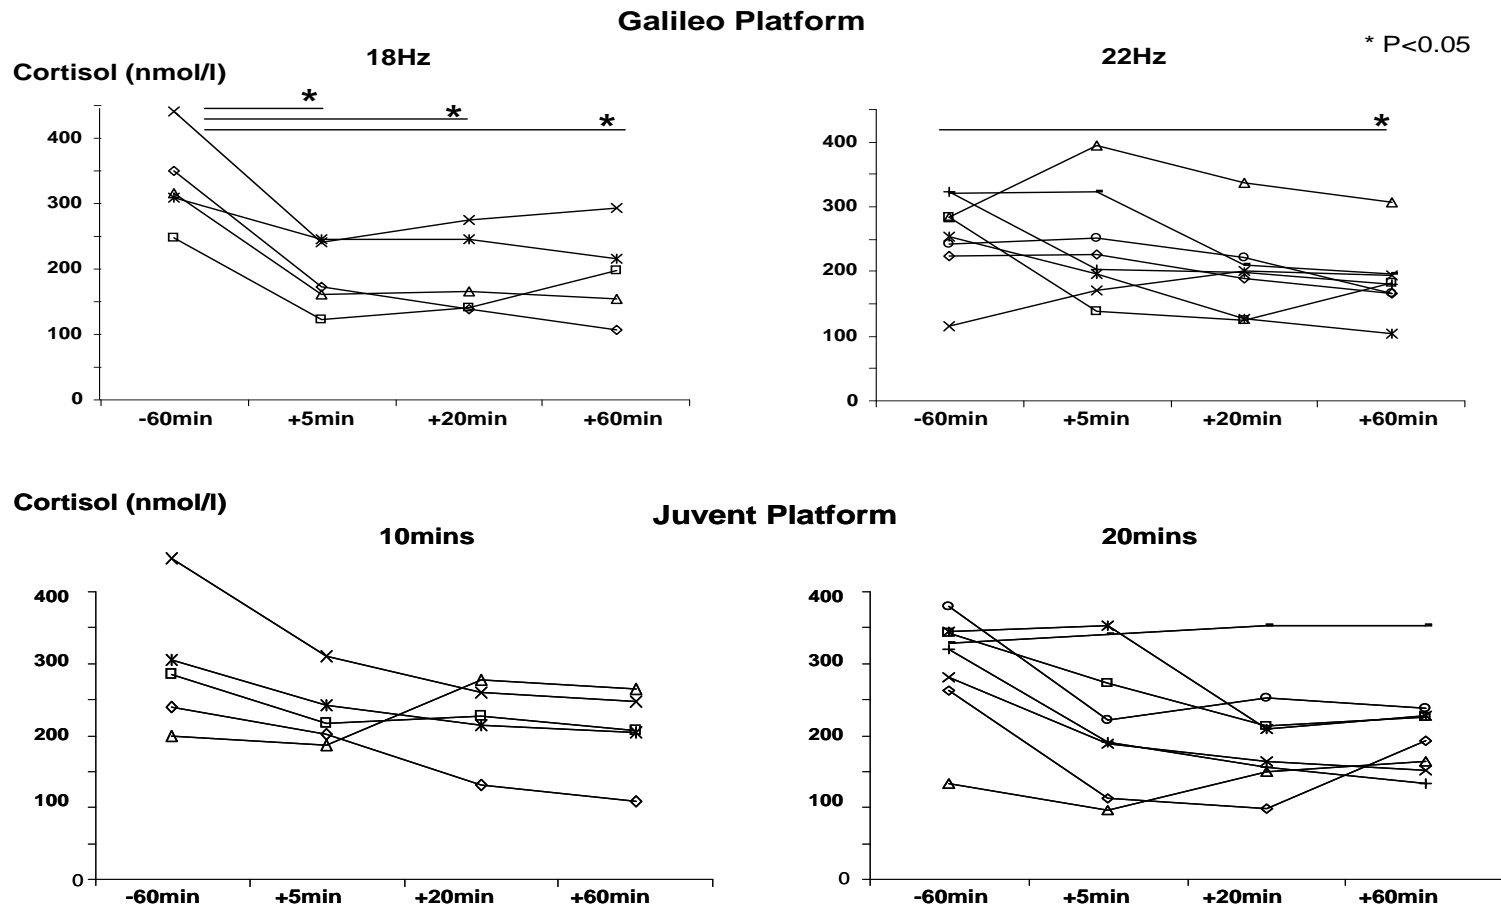 Galileo Platform
18Hz
22Hz
* P<0.05
Cortisol (nmol/l)
*
*
*
*
400
300
200
100
0
-60min +5min +20min +60min
400
300
200
100
0
-60min +5min +20min +60min
Cortisol (nmol/l)
Juvent Platform
10mins
20mins
400
300
200
100
0
-60min +5min +20min +60min
400
300
200
100
0
-60min +5min +20min +60min